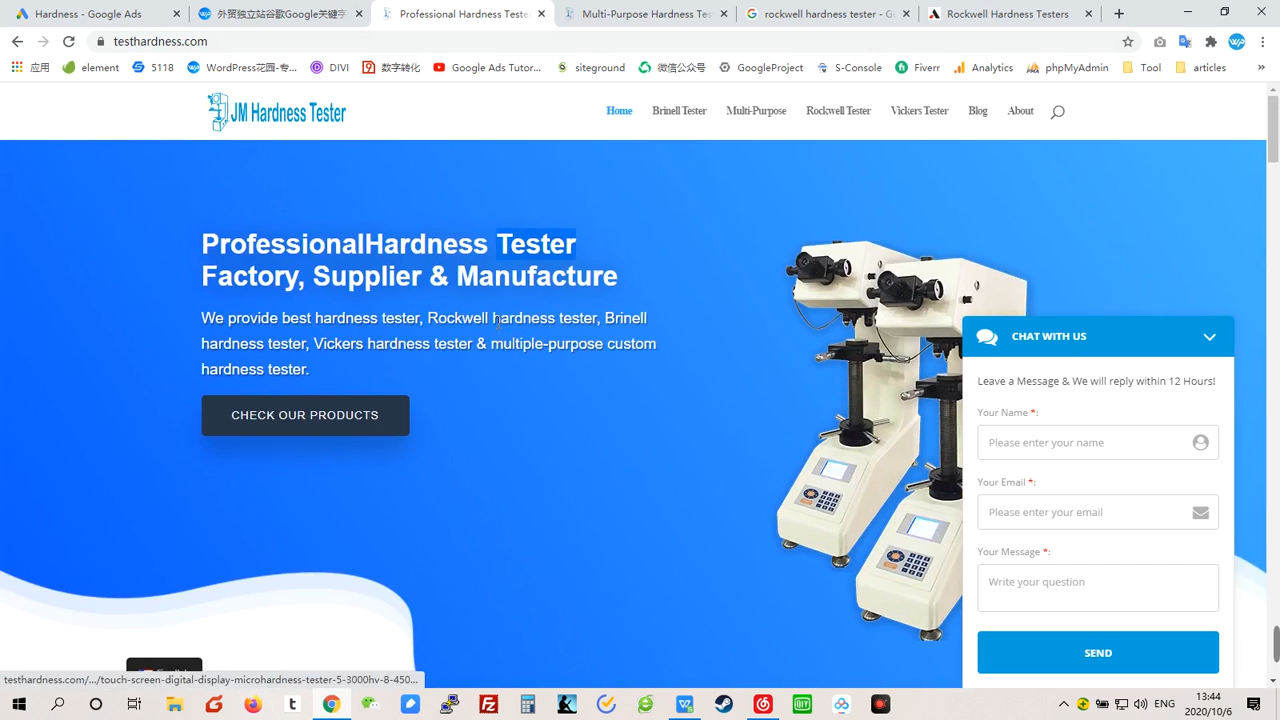 Hardness - Google Ads
外贸独立站谷歌Google关键字
Professional Hardness Tester
Multi-Purpose Hardness Tes
rockwell hardness tester - G
Rockwell Hardness Testers
testhardness.com
应用
element
5118
WordPress花园-专...
DIVI
数字转化
Google Ads Tutor...
siteground
微信公众号
GoogleProject
S-Console
Fiverr
Analytics
phpMyAdmin
Tool
articles
JM Hardness Tester
Home
Brinell Tester
Multi-Purpose
Rockwell Tester
Vickers Tester
Blog
About
ProfessionalHardness Tester
Factory, Supplier & Manufacture
We provide best hardness tester, Rockwell hardness tester, Brinell
hardness tester, Vickers hardness tester & multiple-purpose custom
hardness tester.
CHECK OUR PRODUCTS
CHAT WITH US
Leave a Message & We will reply within 12 Hours!
Your Name *:
Please enter your name
Your Email *:
Please enter your email
Your Message *:
Write your question
SEND
English
testhardness.com/.../touch-screen-digital-display-microhardness-tester-5-3000hv-8-450...
ENG
13:44
2020/10/6